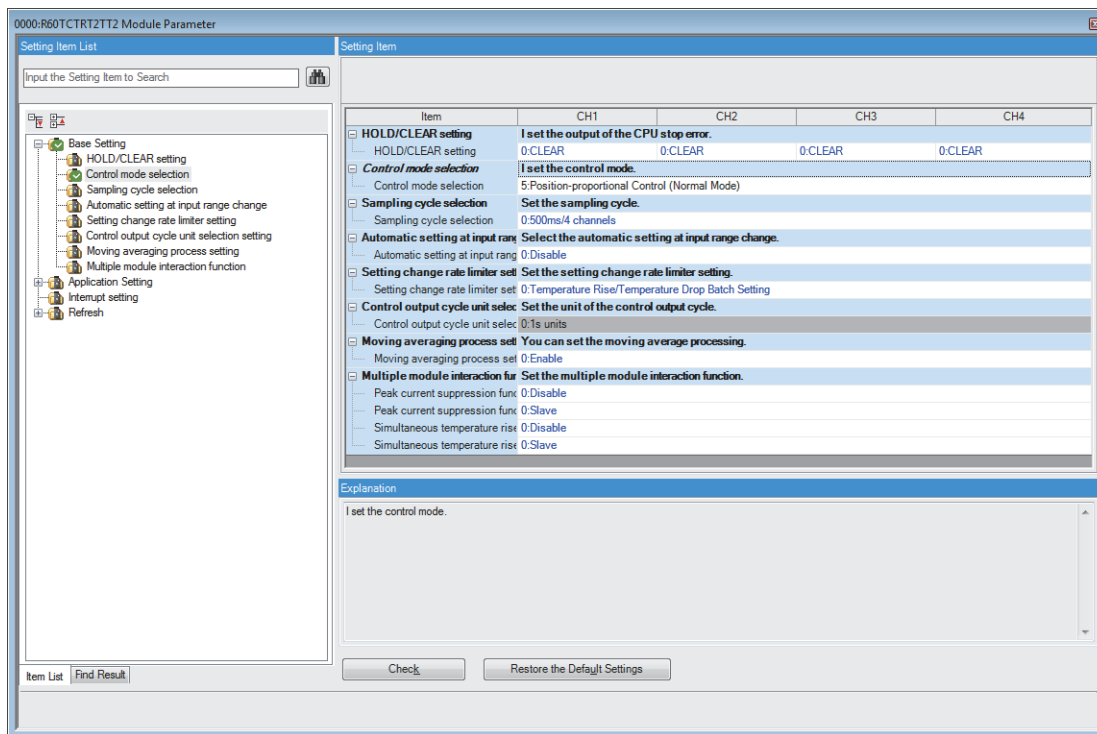 0000:R60TCTRT2TT2 Module Parameter
Setting Item List
Input the Setting Item to Search
Base Setting
HOLD/CLEAR setting
Control mode selection
Sampling cycle selection
Automatic setting at input range change
Setting change rate limiter setting
Control output cycle unit selection setting
Moving averaging process setting
Multiple module interaction function
Application Setting
Interrupt setting
Refresh
Item List Find Result
Setting Item
Item CH1 CH2 CH3 CH4
HOLD/CLEAR setting I set the output of the CPU stop error.
HOLD/CLEAR setting 0:CLEAR 0:CLEAR 0:CLEAR 0:CLEAR
Control mode selection I set the control mode.
Control mode selection 5:Position-proportional Control (Normal Mode)
Sampling cycle selection Set the sampling cycle.
Sampling cycle selection 0:500ms/4 channels
Automatic setting at input rang Select the automatic setting at input range change.
Automatic setting at input rang 0:Disable
Setting change rate limiter sett Set the setting change rate limiter setting.
Setting change rate limiter set 0:Temperature Rise/Temperature Drop Batch Setting
Control output cycle unit selec Set the unit of the control output cycle.
Control output cycle unit selec 0:1s units
Moving averaging process sett You can set the moving average processing.
Moving averaging process set 0:Enable
Multiple module interaction fur Set the multiple module interaction function.
Peak current suppression func 0:Disable
Peak current suppression func 0:Slave
Simultaneous temperature rise 0:Disable
Simultaneous temperature rise 0:Slave
Explanation
I set the control mode.
Check Restore the Default Settings